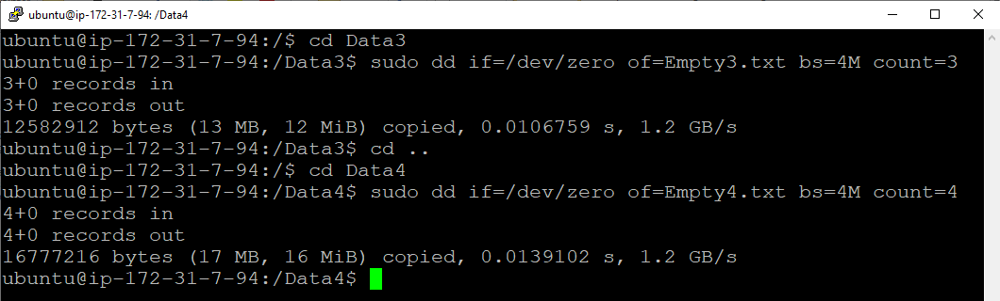 ubuntu@ip-172-31-7-94: /Data4
ubuntu@ip-172-31-7-94:/$ cd Data3
ubuntu@ip-172-31-7-94:/Data3$ sudo dd if=/dev/zero of=Empty3.txt bs=4M count=3
3+0 records in
3+0 records out
12582912 bytes (13 MB, 12 MiB) copied, 0.0106759 s, 1.2 GB/s
ubuntu@ip-172-31-7-94:/Data3$ cd ..
ubuntu@ip-172-31-7-94:/$ cd Data4
ubuntu@ip-172-31-7-94:/Data4$ sudo dd if=/dev/zero of=Empty4.txt bs=4M count=4
4+0 records in
4+0 records out
16777216 bytes (17 MB, 16 MiB) copied, 0.0139102 s, 1.2 GB/s
ubuntu@ip-172-31-7-94:/Data4$